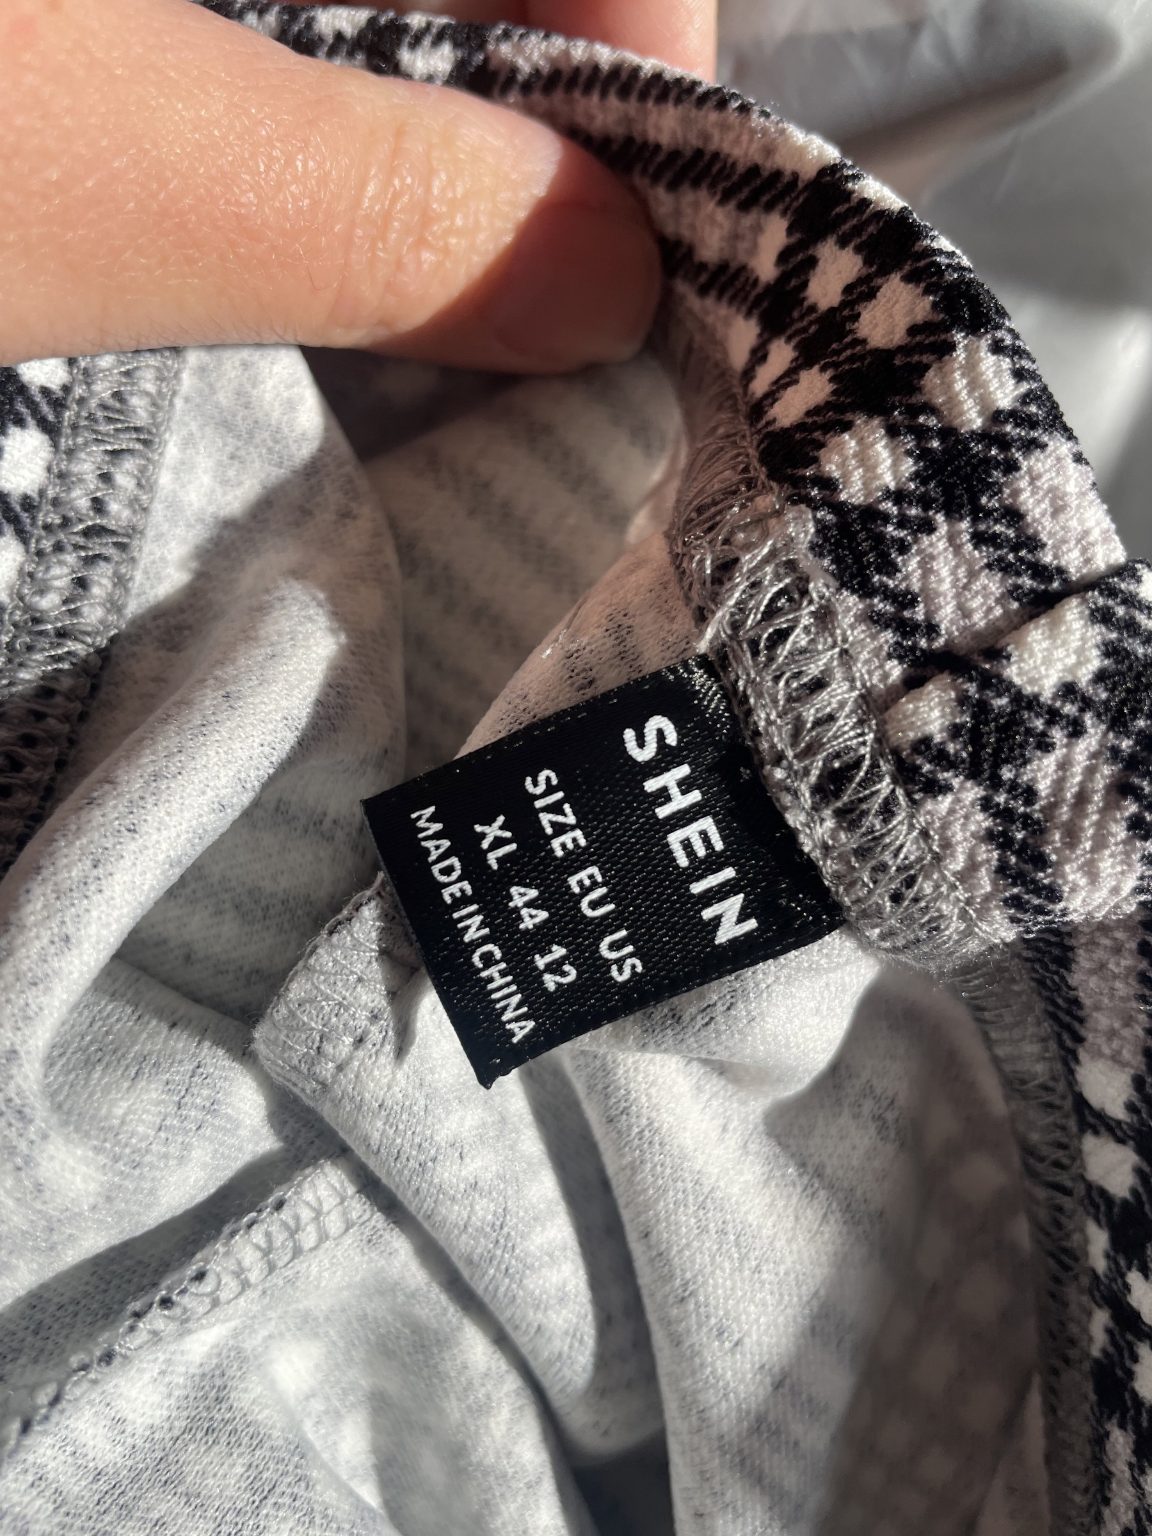 SHEIN
SIZE EU US
XL 44 12
MADE IN CHINA